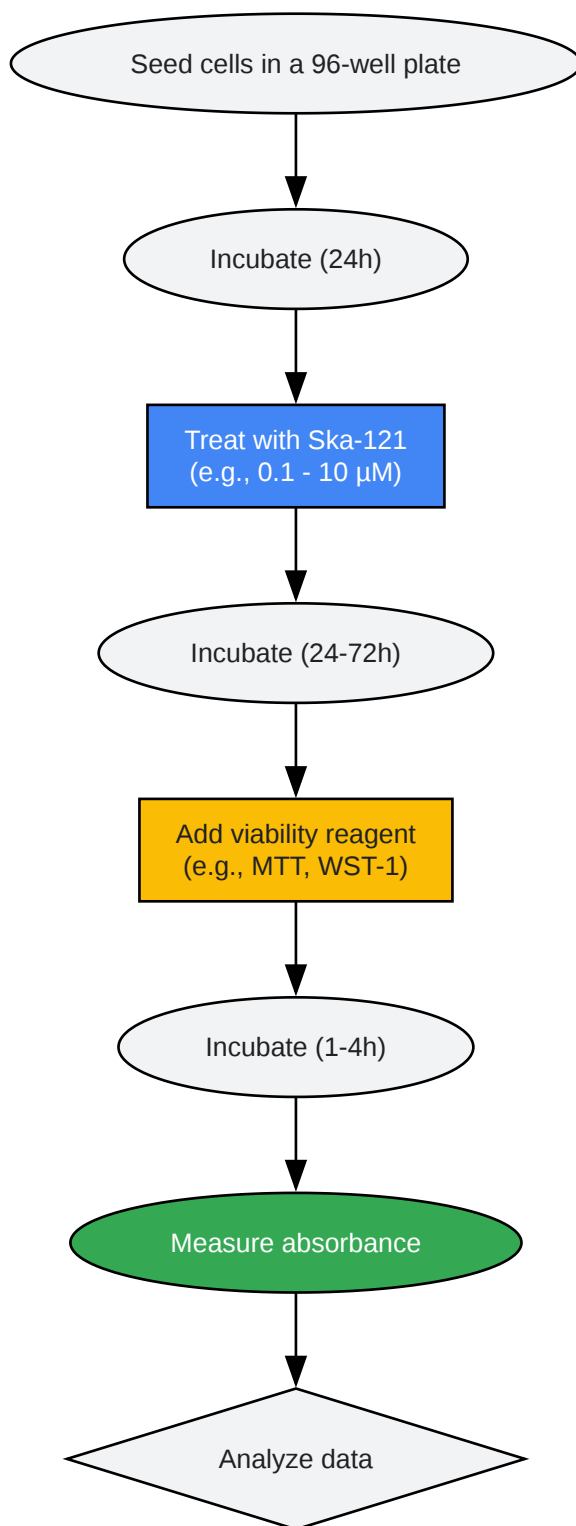 Seed cells in a 96-well plate
Incubate (24h)
Treat with Ska-121
(e.g., 0.1 - 10 µM)
Incubate (24-72h)
Add viability reagent
(e.g., MTT, WST-1)
Incubate (1-4h)
Measure absorbance
Analyze data